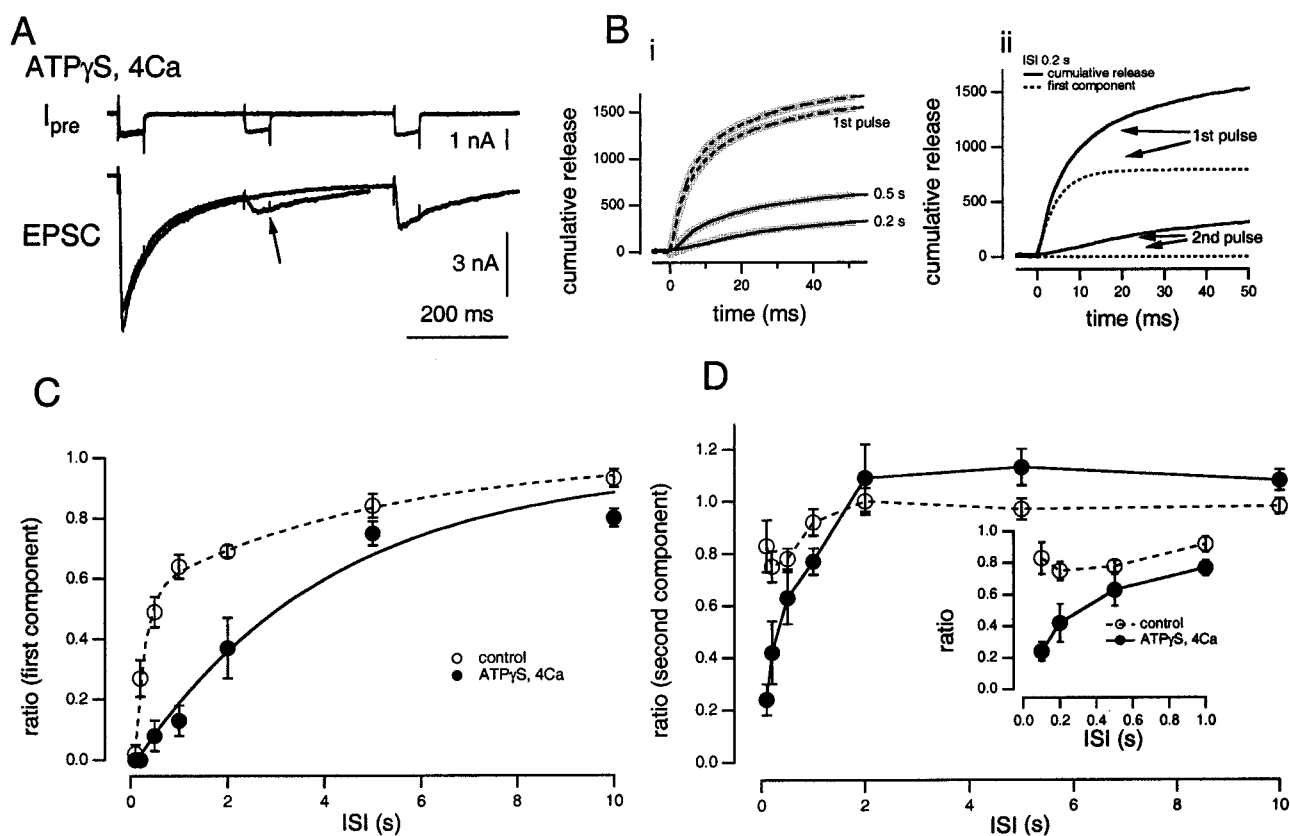 A
ATPγS, 4Ca
Ipre
1 nA
EPSC
3 nA
200 ms
B
i
cumulative release
1500
1000
500
0
1st pulse
0.5 s
0.2 s
0 20 40
time (ms)
ii
ISI 0.2 s
cumulative release
first component
cumulative release
1500
1000
500
0
1st pulse
2nd pulse
0 10 20 30 40 50
time (ms)
C
ratio (first component)
1.0
0.8
0.6
0.4
0.2
0.0
control
ATPγS, 4Ca
0 2 4 6 8 10
ISI (s)
D
ratio (second component)
1.2
1.0
0.8
0.6
0.4
0.2
0.0
ratio
1.0
0.8
0.6
0.4
0.2
0.0
control
ATPγS, 4Ca
0.0 0.2 0.4 0.6 0.8 1.0
ISI (s)
0 2 4 6 8 10
ISI (s)